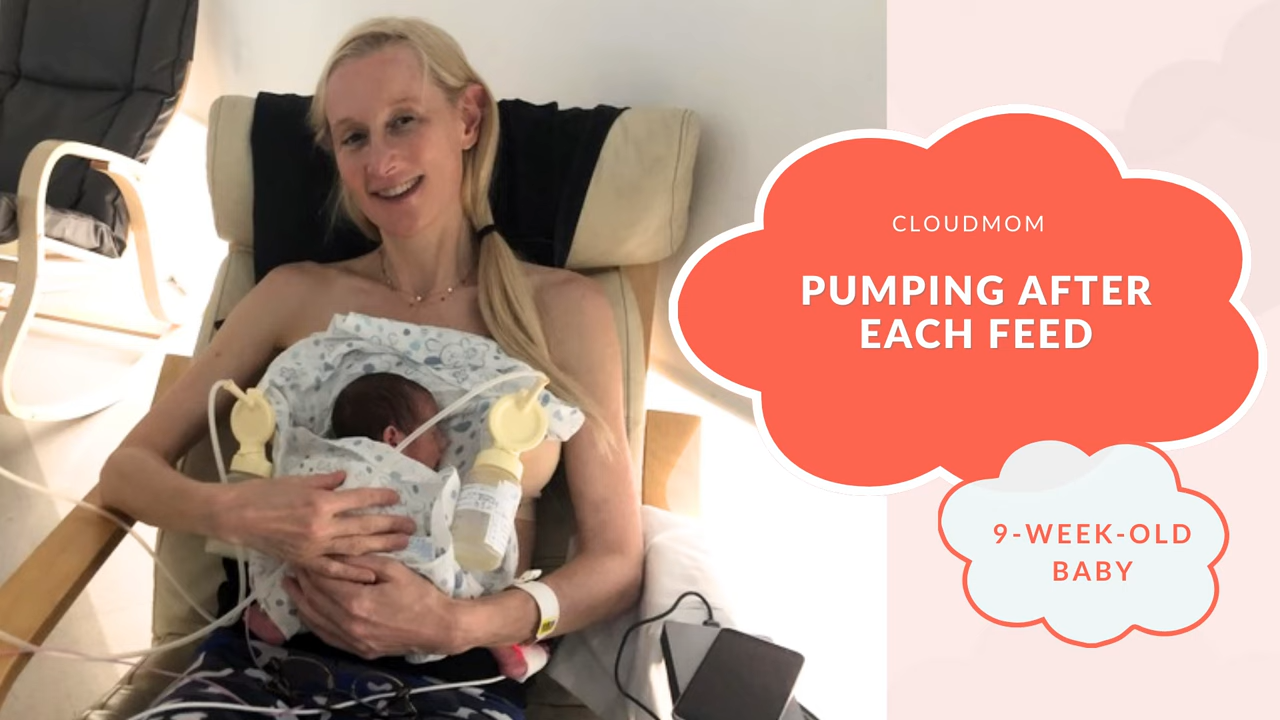 CLOUDMOM
PUMPING AFTER
EACH FEED
9-WEEK-OLD
BABY